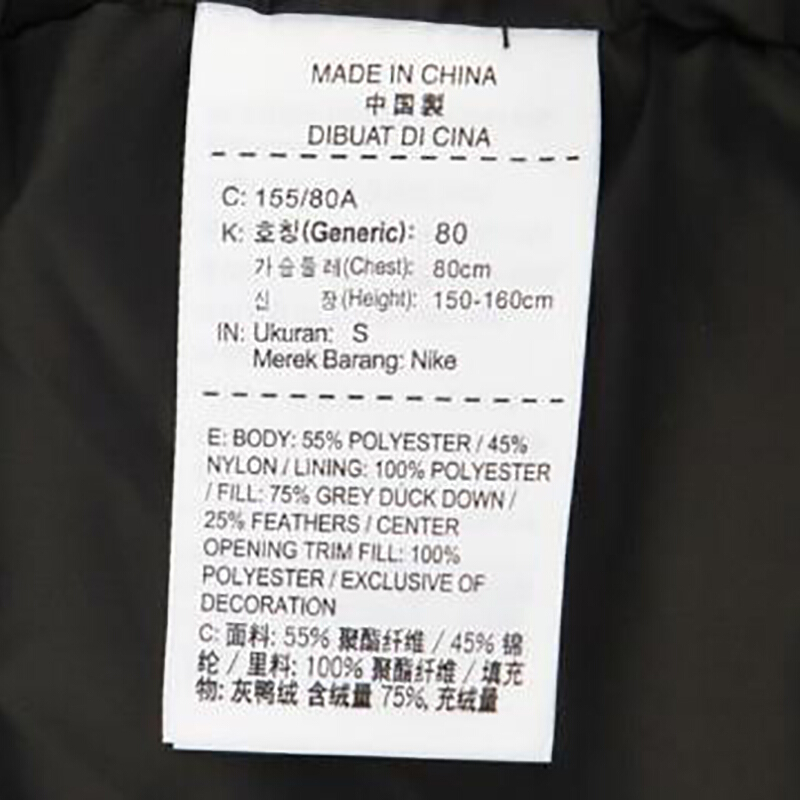 MADE IN CHINA
中国製
DIBUAT DI CINA
C: 155/80A
K: 호칭(Generic): 80
가슴둘레(Chest): 80cm
신 장(Height): 150-160cm
IN: Ukuran: S
Merek Barang: Nike
E: BODY: 55% POLYESTER / 45%
NYLON / LINING: 100% POLYESTER
/ FILL: 75% GREY DUCK DOWN /
25% FEATHERS / CENTER
OPENING TRIM FILL: 100%
POLYESTER / EXCLUSIVE OF
DECORATION
C: 面料: 55% 聚酯纤维 / 45% 锦
纶 / 里料: 100% 聚酯纤维 / 填充
物: 灰鸭绒 含绒量 75%, 充绒量